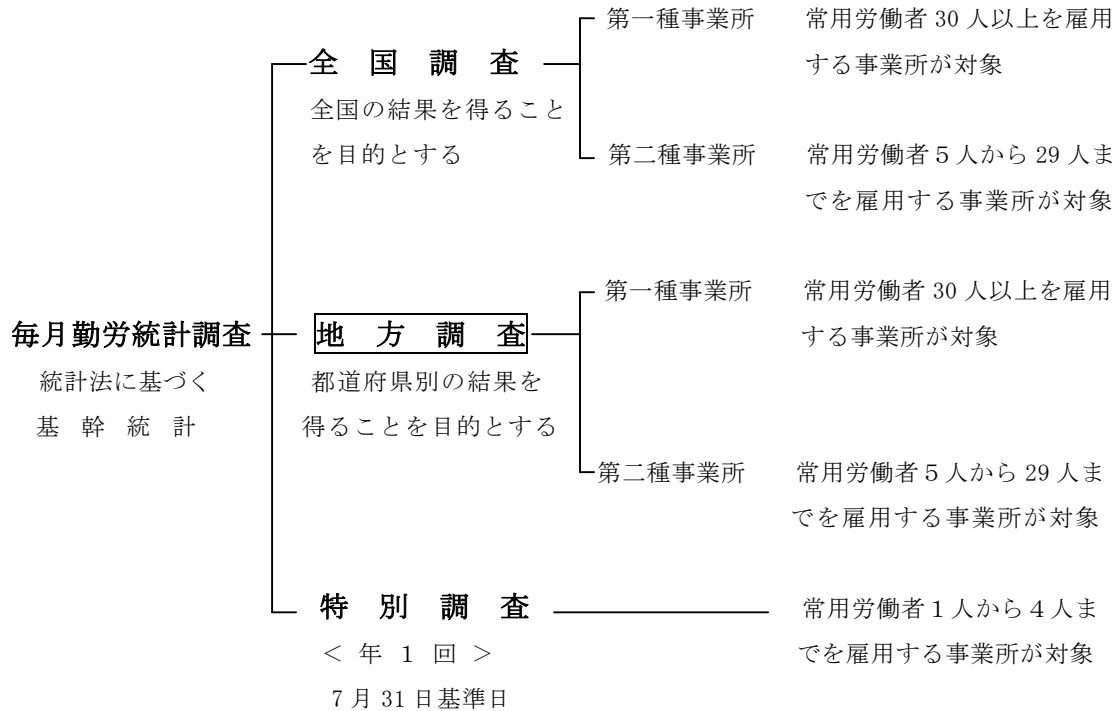 第一種事業所 常用労働者 30 人以上を雇用
する事業所が対象
全国調査
全国の結果を得ること
を目的とする
第二種事業所 常用労働者 5 人から 29 人ま
でを雇用する事業所が対象
毎月勤労統計調査
統計法に基づく
基幹統計
第一種事業所 常用労働者 30 人以上を雇用
する事業所が対象
地方調査
都道府県別の結果を
得ることを目的とする
第二種事業所 常用労働者 5 人から 29 人ま
でを雇用する事業所が対象
特別調査
< 年 1 回 >
7 月 31 日基準日
常用労働者 1 人から 4 人ま
でを雇用する事業所が対象